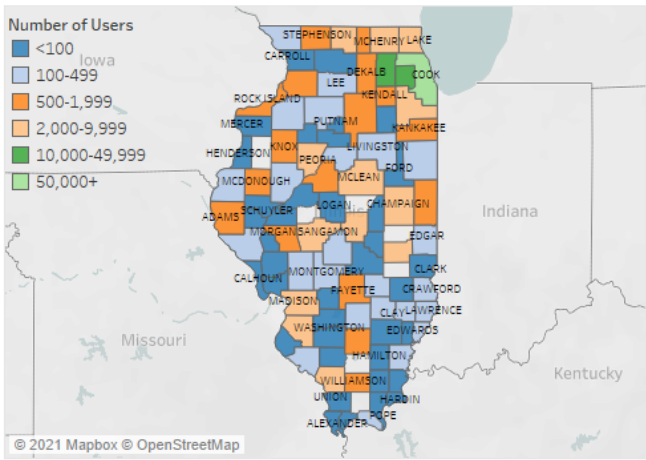 Number of Users
<100
100-499
500-1,999
2,000-9,999
10,000-49,999
50,000+
Iowa
Indiana
Missouri
Kentucky
STEPHENSON
MCHENRY
LAKE
CARROLL
DEKALB
COOK
LEE
KENDALL
ROCK ISLAND
MERCER
PUTNAM
KANKAKEE
HENDERSON
KNOX
LIVINGSTON
PEORIA
FORD
MCDONOUGH
MCLEAN
ADAMS
SCHUYLER
LOGAN
CHAMPAIGN
MORGAN
SANGAMON
EDGAR
CALHOUN
MONTGOMERY
CLARK
FAYETTE
CRAWFORD
MADISON
CLAY
LAWRENCE
WASHINGTON
EDWARDS
HAMILTON
WILLIAMSON
UNION
HARDIN
POPE
ALEXANDER
© 2021 Mapbox © OpenStreetMap